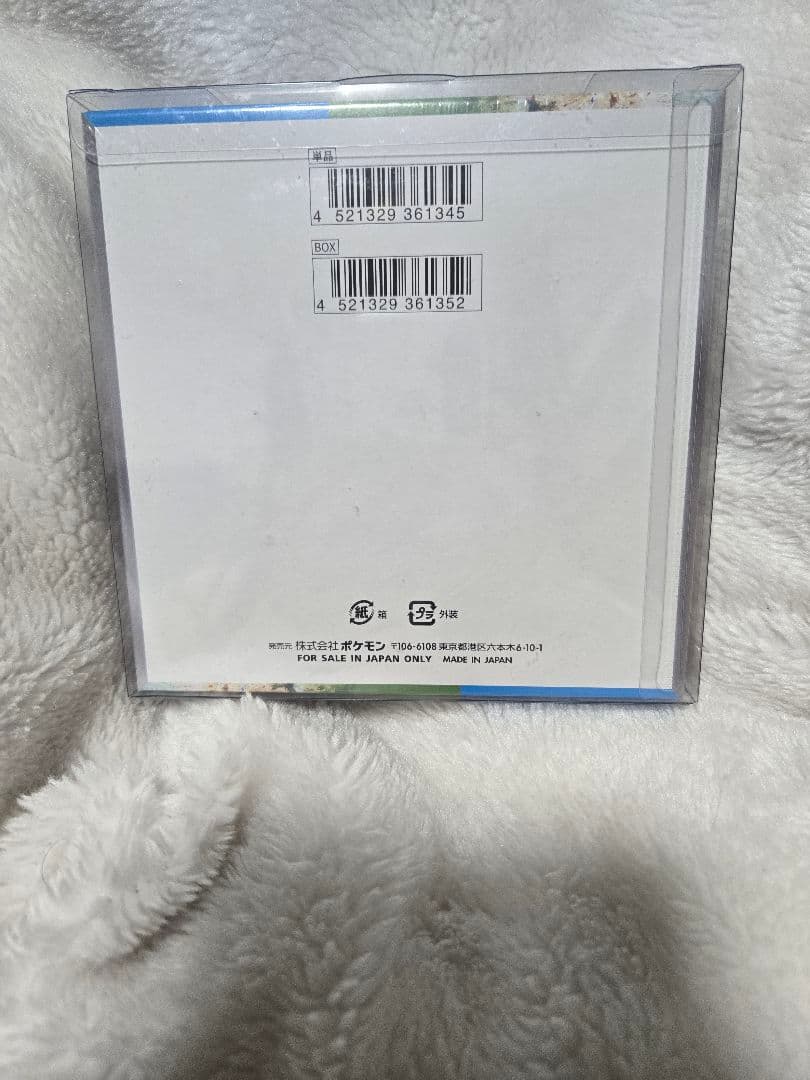 単品
4 521329 361345
BOX
4 521329 361352
紙 箱 プラ 外装
発売元 株式会社ポケモン 〒106-6108 東京都港区六本木6-10-1
FOR SALE IN JAPAN ONLY MADE IN JAPAN